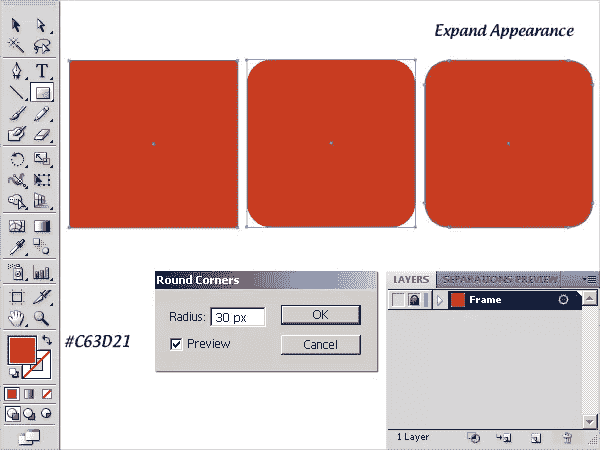 Expand Appearance
T
Round Corners
Radius: 30 px
OK
Preview
Cancel
#C63D21
LAYERS SEPARATIONS PREVIEW
Frame
1 Layer